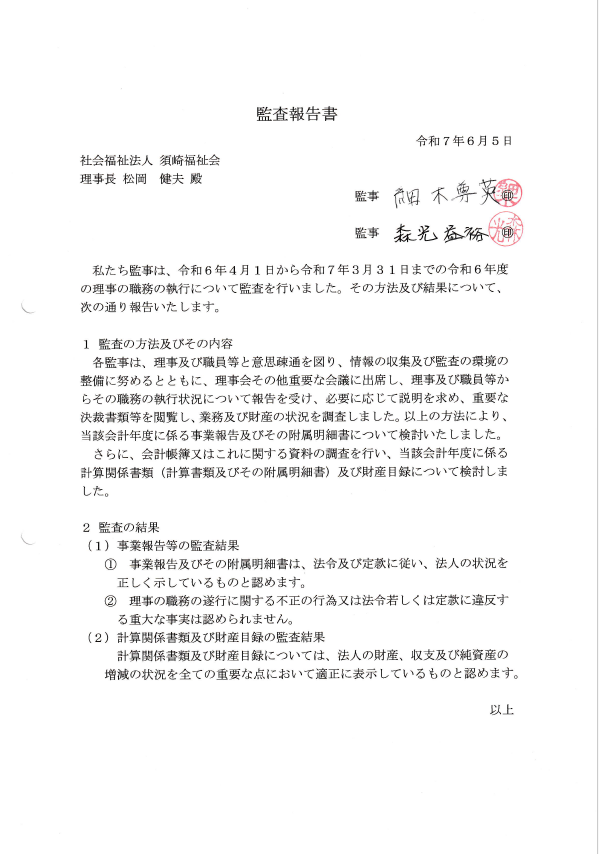 監査報告書
令和７年６月５日
社会福祉法人 須崎福祉会
理事長 松岡　健夫 殿
監事　木尊英 ㊞
監事　森光益裕 ㊞
私たち監事は、令和６年４月１日から令和７年３月３１日までの令和６年度
の理事の職務の執行について監査を行いました。その方法及び結果について、
次の通り報告いたします。
１ 監査の方法及びその内容
各監事は、理事及び職員等と意思疎通を図り、情報の収集及び監査の環境の
整備に努めるとともに、理事会その他重要な会議に出席し、理事及び職員等か
らその職務の執行状況について報告を受け、必要に応じて説明を求め、重要な
決裁書類等を閲覧し、業務及び財産の状況を調査しました。以上の方法により、
当該会計年度に係る事業報告及びその附属明細書について検討いたしました。
さらに、会計帳簿又はこれに関する資料の調査を行い、当該会計年度に係る
計算関係書類（計算書類及びその附属明細書）及び財産目録について検討しま
した。
２ 監査の結果
（１）事業報告等の監査結果
①　事業報告及びその附属明細書は、法令及び定款に従い、法人の状況を
正しく示しているものと認めます。
②　理事の職務の遂行に関する不正の行為又は法令若しくは定款に違反す
る重大な事実は認められません。
（２）計算関係書類及び財産目録の監査結果
計算関係書類及び財産目録については、法人の財産、収支及び純資産の
増減の状況を全ての重要な点において適正に表示しているものと認めます。
以上